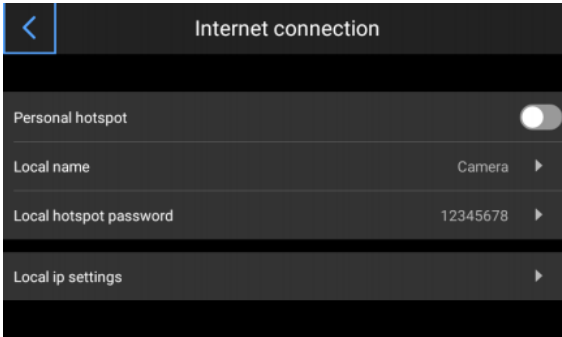 Internet connection
Personal hotspot
Local name Camera
Local hotspot password 12345678
Local ip settings